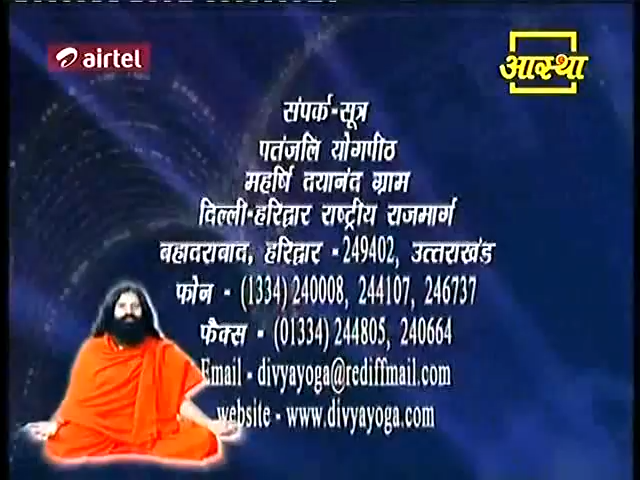 airtel
आस्था
संपर्क-सूत्र
पतंजलि योगपीठ
महर्षि दयानंद ग्राम
दिल्ली-हरिद्वार राष्ट्रीय राजमार्ग
बहादराबाद, हरिद्वार - 249402, उत्तराखंड
फोन - (1334) 240008, 244107, 246737
फैक्स - (01334) 244805, 240664
Email - divyayoga@rediffmail.com
website - www.divyayoga.com